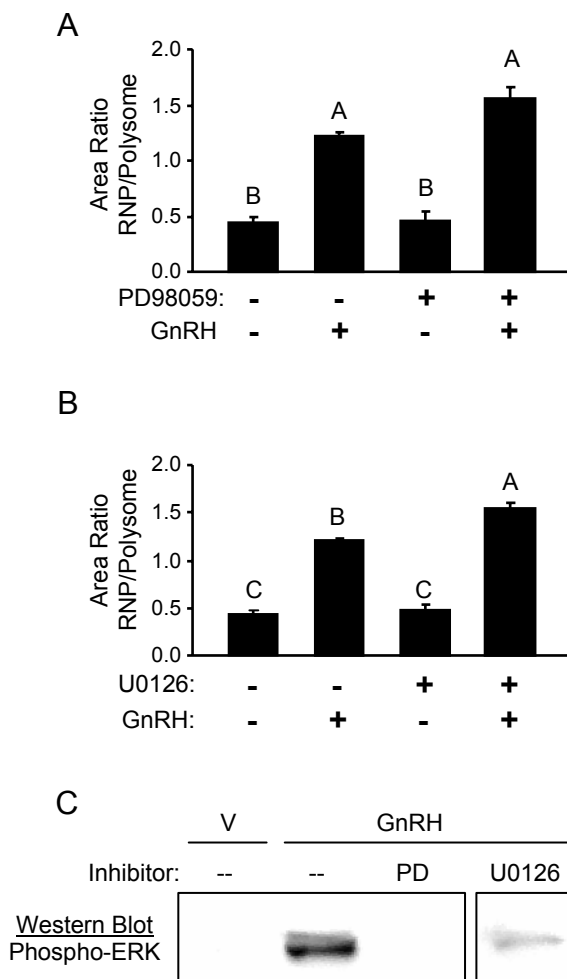 A
Area Ratio
RNP/Polysome
2.0
1.5
1.0
0.5
0.0
B
A
B
A
PD98059: - - + +
GnRH - + - +
B
Area Ratio
RNP/Polysome
2.0
1.5
1.0
0.5
0.0
C
B
C
A
U0126: - - + +
GnRH: - + - +
C
V GnRH
Inhibitor: -- -- PD U0126
Western Blot
Phospho-ERK